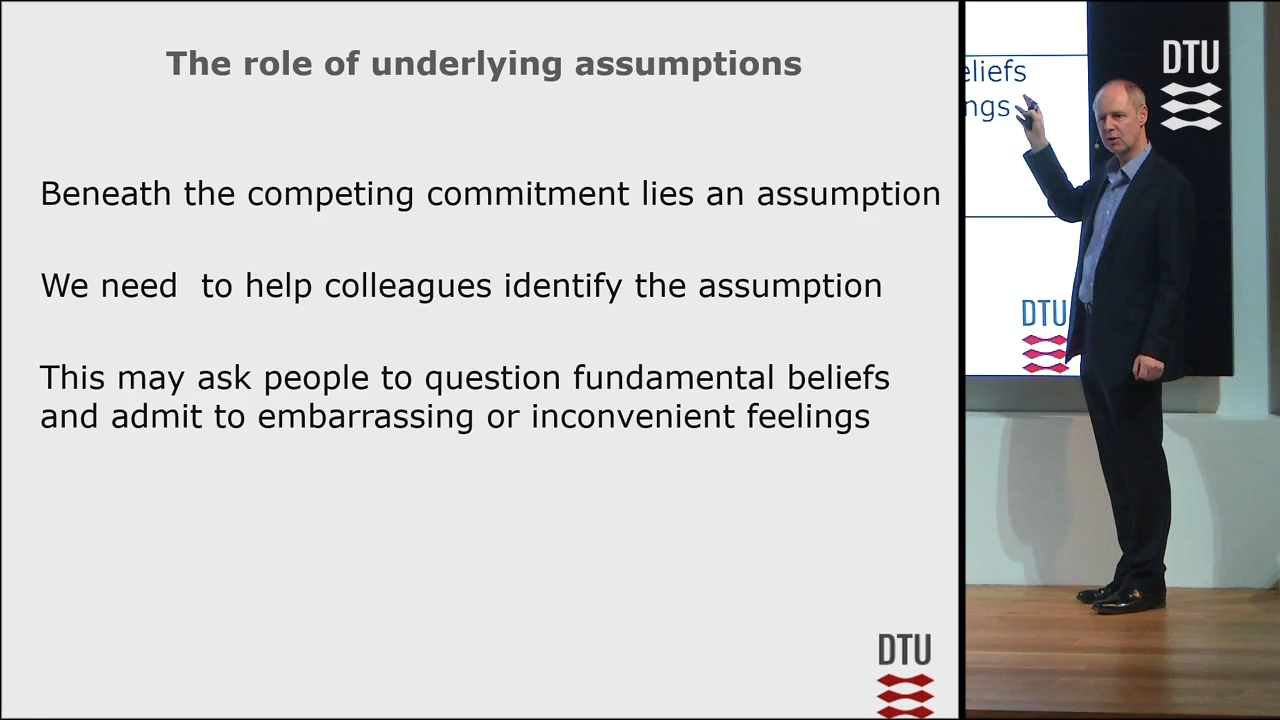 The role of underlying assumptions
Beneath the competing commitment lies an assumption
We need  to help colleagues identify the assumption
This may ask people to question fundamental beliefs
and admit to embarrassing or inconvenient feelings
DTU
eliefs
ngs
DTU
DTU